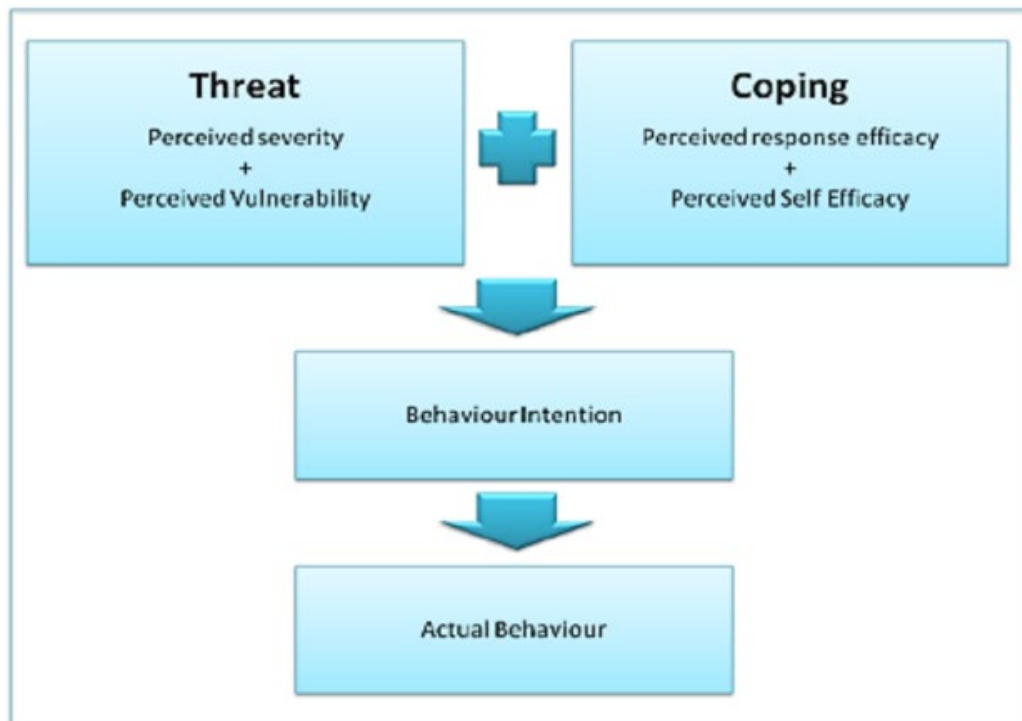 Threat
Perceived severity
+
Perceived Vulnerability
Coping
Perceived response efficacy
+
Perceived Self Efficacy
Behaviour Intention
Actual Behaviour